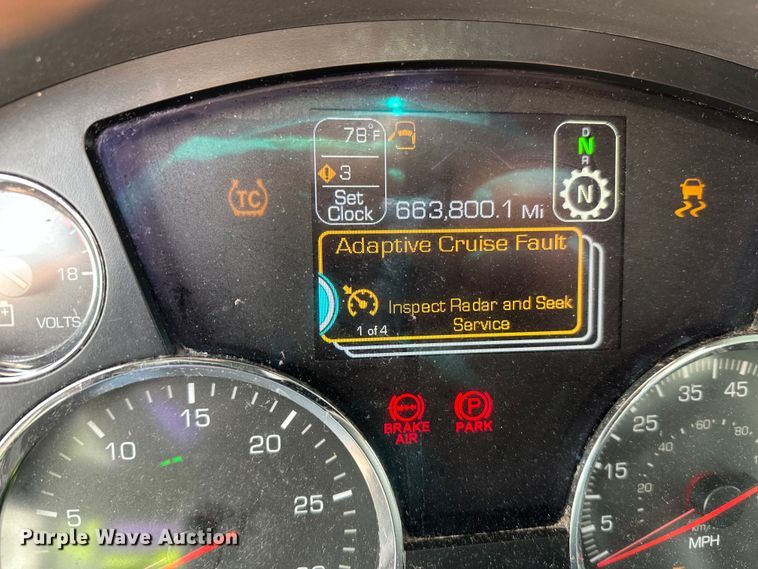 78°F
3
Set
Clock
D
N
R
N
663,800.1 Mi
TC
Adaptive Cruise Fault
Inspect Radar and Seek
Service
1 of 4
18
VOLTS
BRAKE
AIR
P
PARK
5
10
15
20
25
5
15
25
35
45
20
40
60
80
km/h
MPH
Purple Wave Auction